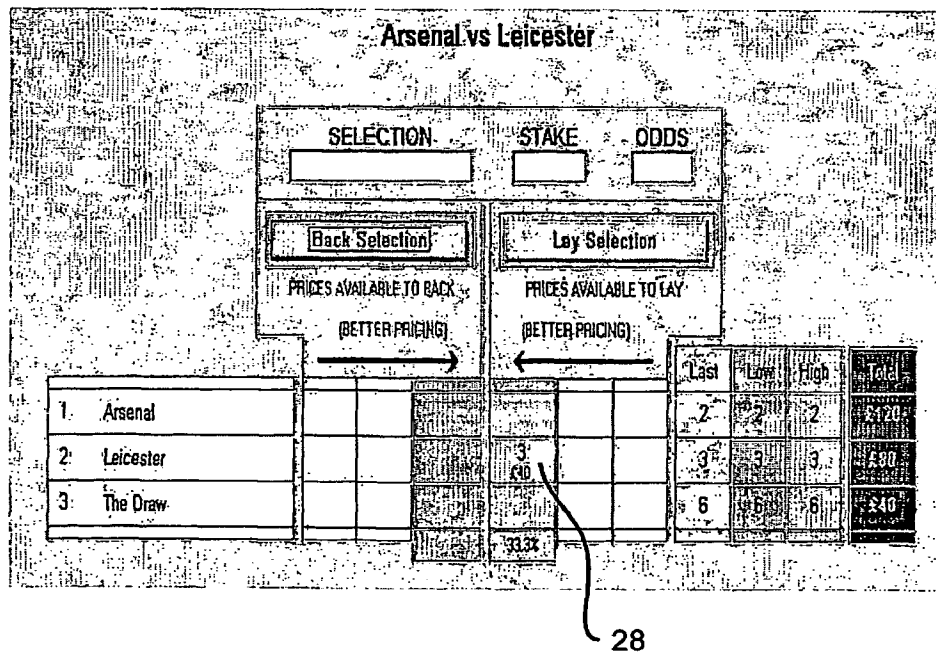 Arsenal vs Leicester
SELECTION STAKE ODDS
Back Selection Lay Selection
PRICES AVAILABLE TO BACK PRICES AVAILABLE TO LAY
(BETTER PRICING) (BETTER PRICING)
Last Low High Total
1 Arsenal 2 2 2 £120
2 Leicester 3 £40 3 3 3
3 The Draw 6 6 6 £40
33.3%
28